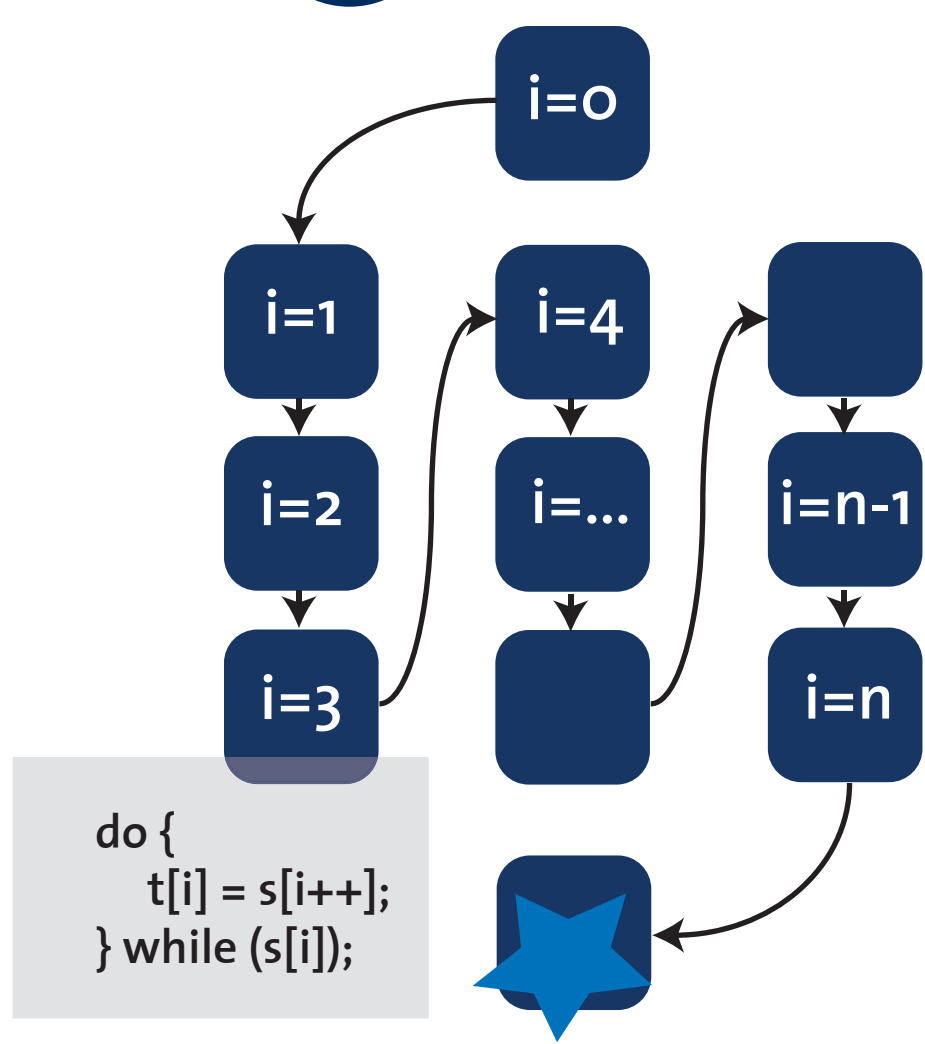 i=0
i=1
i=2
i=3
i=4
i=...
i=n-1
i=n
do {
t[i] = s[i++];
} while (s[i]);